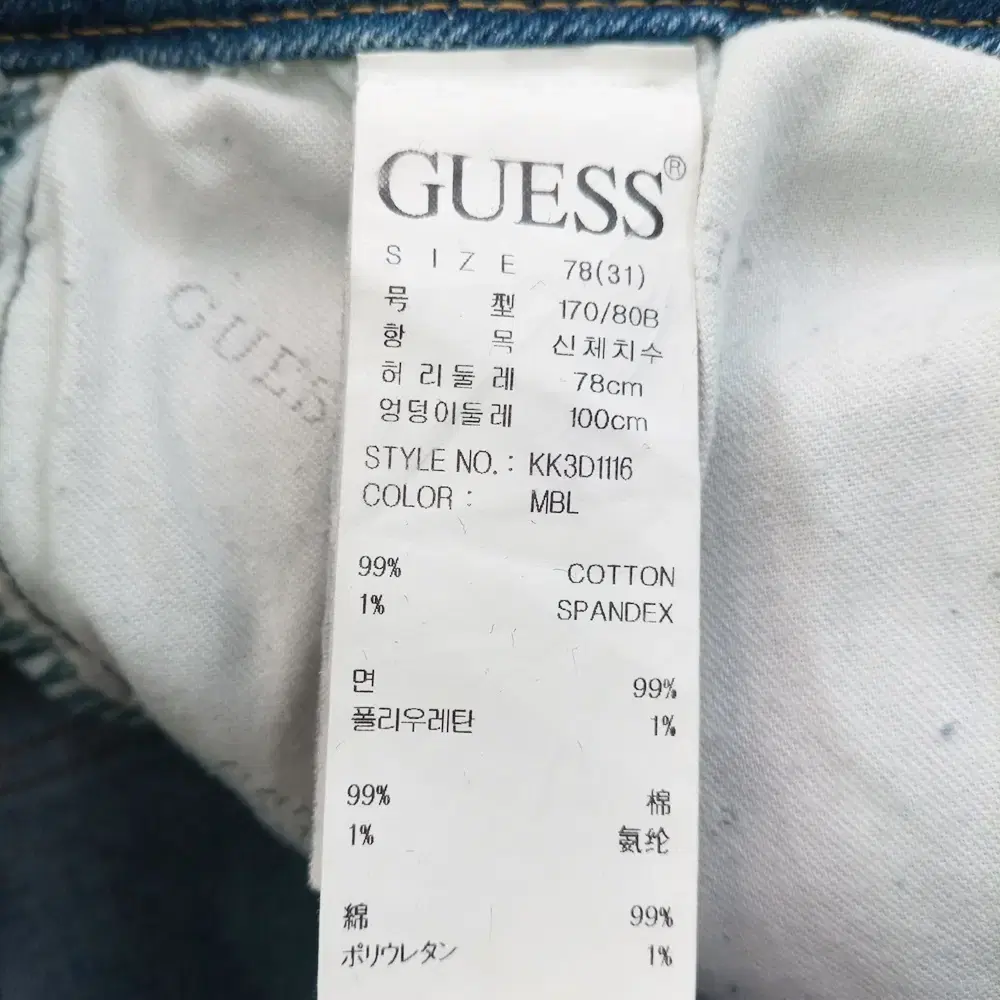 GUESS®
SIZE 78(31)
号 型 170/80B
항 목 신체치수
허리둘레 78cm
엉덩이둘레 100cm
STYLE NO. : KK3D1116
COLOR : MBL
99% COTTON
1% SPANDEX
면 99%
폴리우레탄 1%
99% 棉
1% 氨纶
綿 99%
ポリウレタン 1%
GUESS